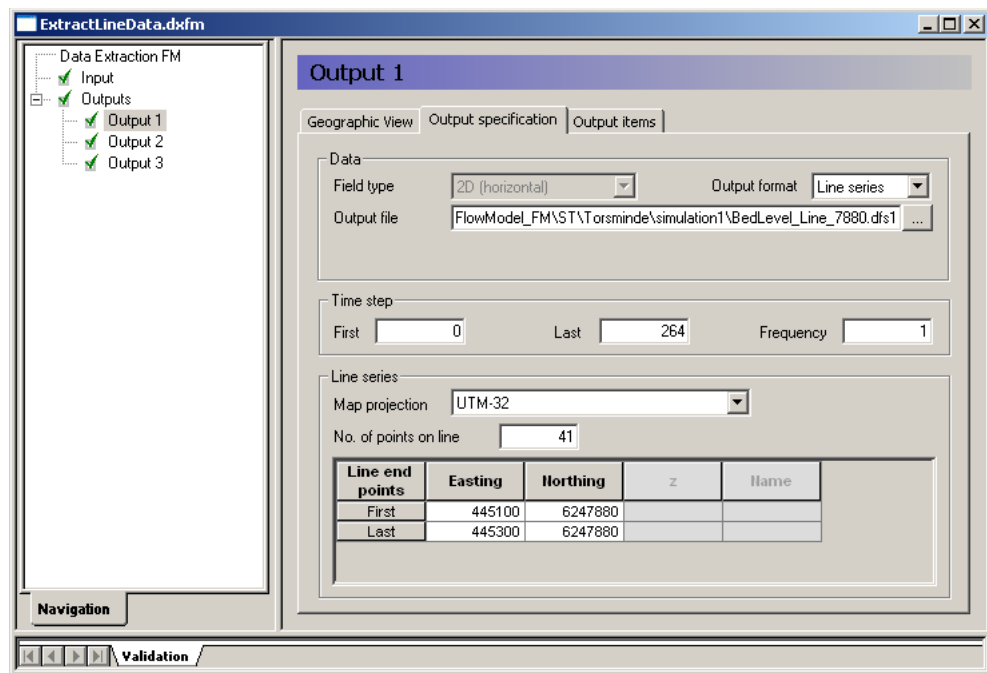 ExtractLineData.dxfm
Data Extraction FM
Input
Outputs
Output 1
Output 2
Output 3
Navigation
Output 1
Geographic View Output specification Output items
Data
Field type 2D (horizontal) Output format Line series
Output file FlowModel_FM\ST\Torsminde\simulation1\BedLevel_Line_7880.dfs1 ...
Time step
First 0 Last 264 Frequency 1
Line series
Map projection UTM-32
No. of points on line 41
Line end points Easting Northing z Name
First 445100 6247880
Last 445300 6247880
Validation